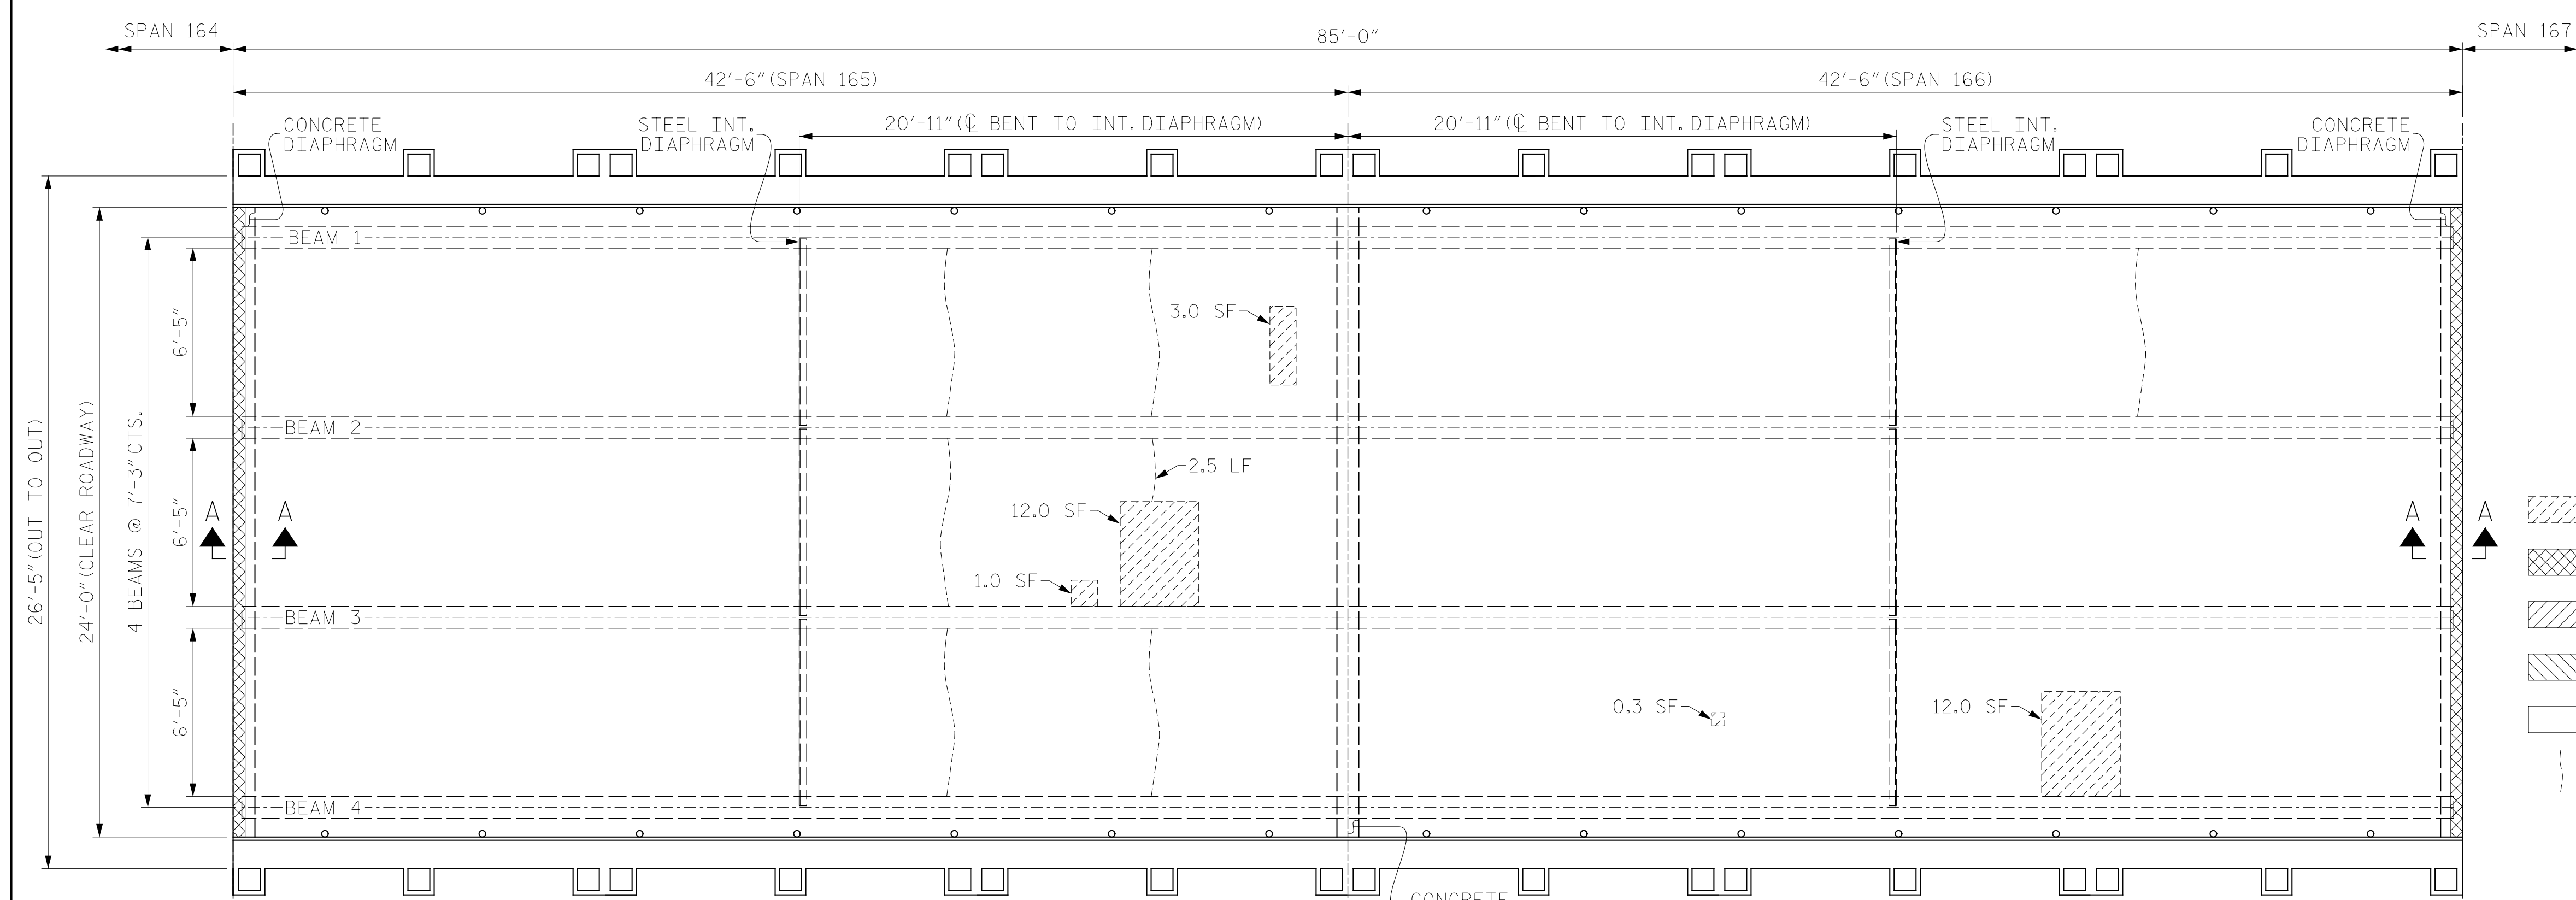 SPAN 164
85'-0"
SPAN 167
42'-6" (SPAN 165)
42'-6" (SPAN 166)
CONCRETE
DIAPHRAGM
STEEL INT.
DIAPHRAGM
20'-11" (℄ BENT TO INT. DIAPHRAGM)
20'-11" (℄ BENT TO INT. DIAPHRAGM)
STEEL INT.
DIAPHRAGM
CONCRETE
DIAPHRAGM
26'-5" (OUT TO OUT)
24'-0" (CLEAR ROADWAY)
4 BEAMS @ 7'-3" CTS.
6'-5"
6'-5"
6'-5"
BEAM 1
3.0 SF
BEAM 2
2.5 LF
12.0 SF
A
A
A
A
1.0 SF
BEAM 3
0.3 SF
12.0 SF
BEAM 4
CONCRETE